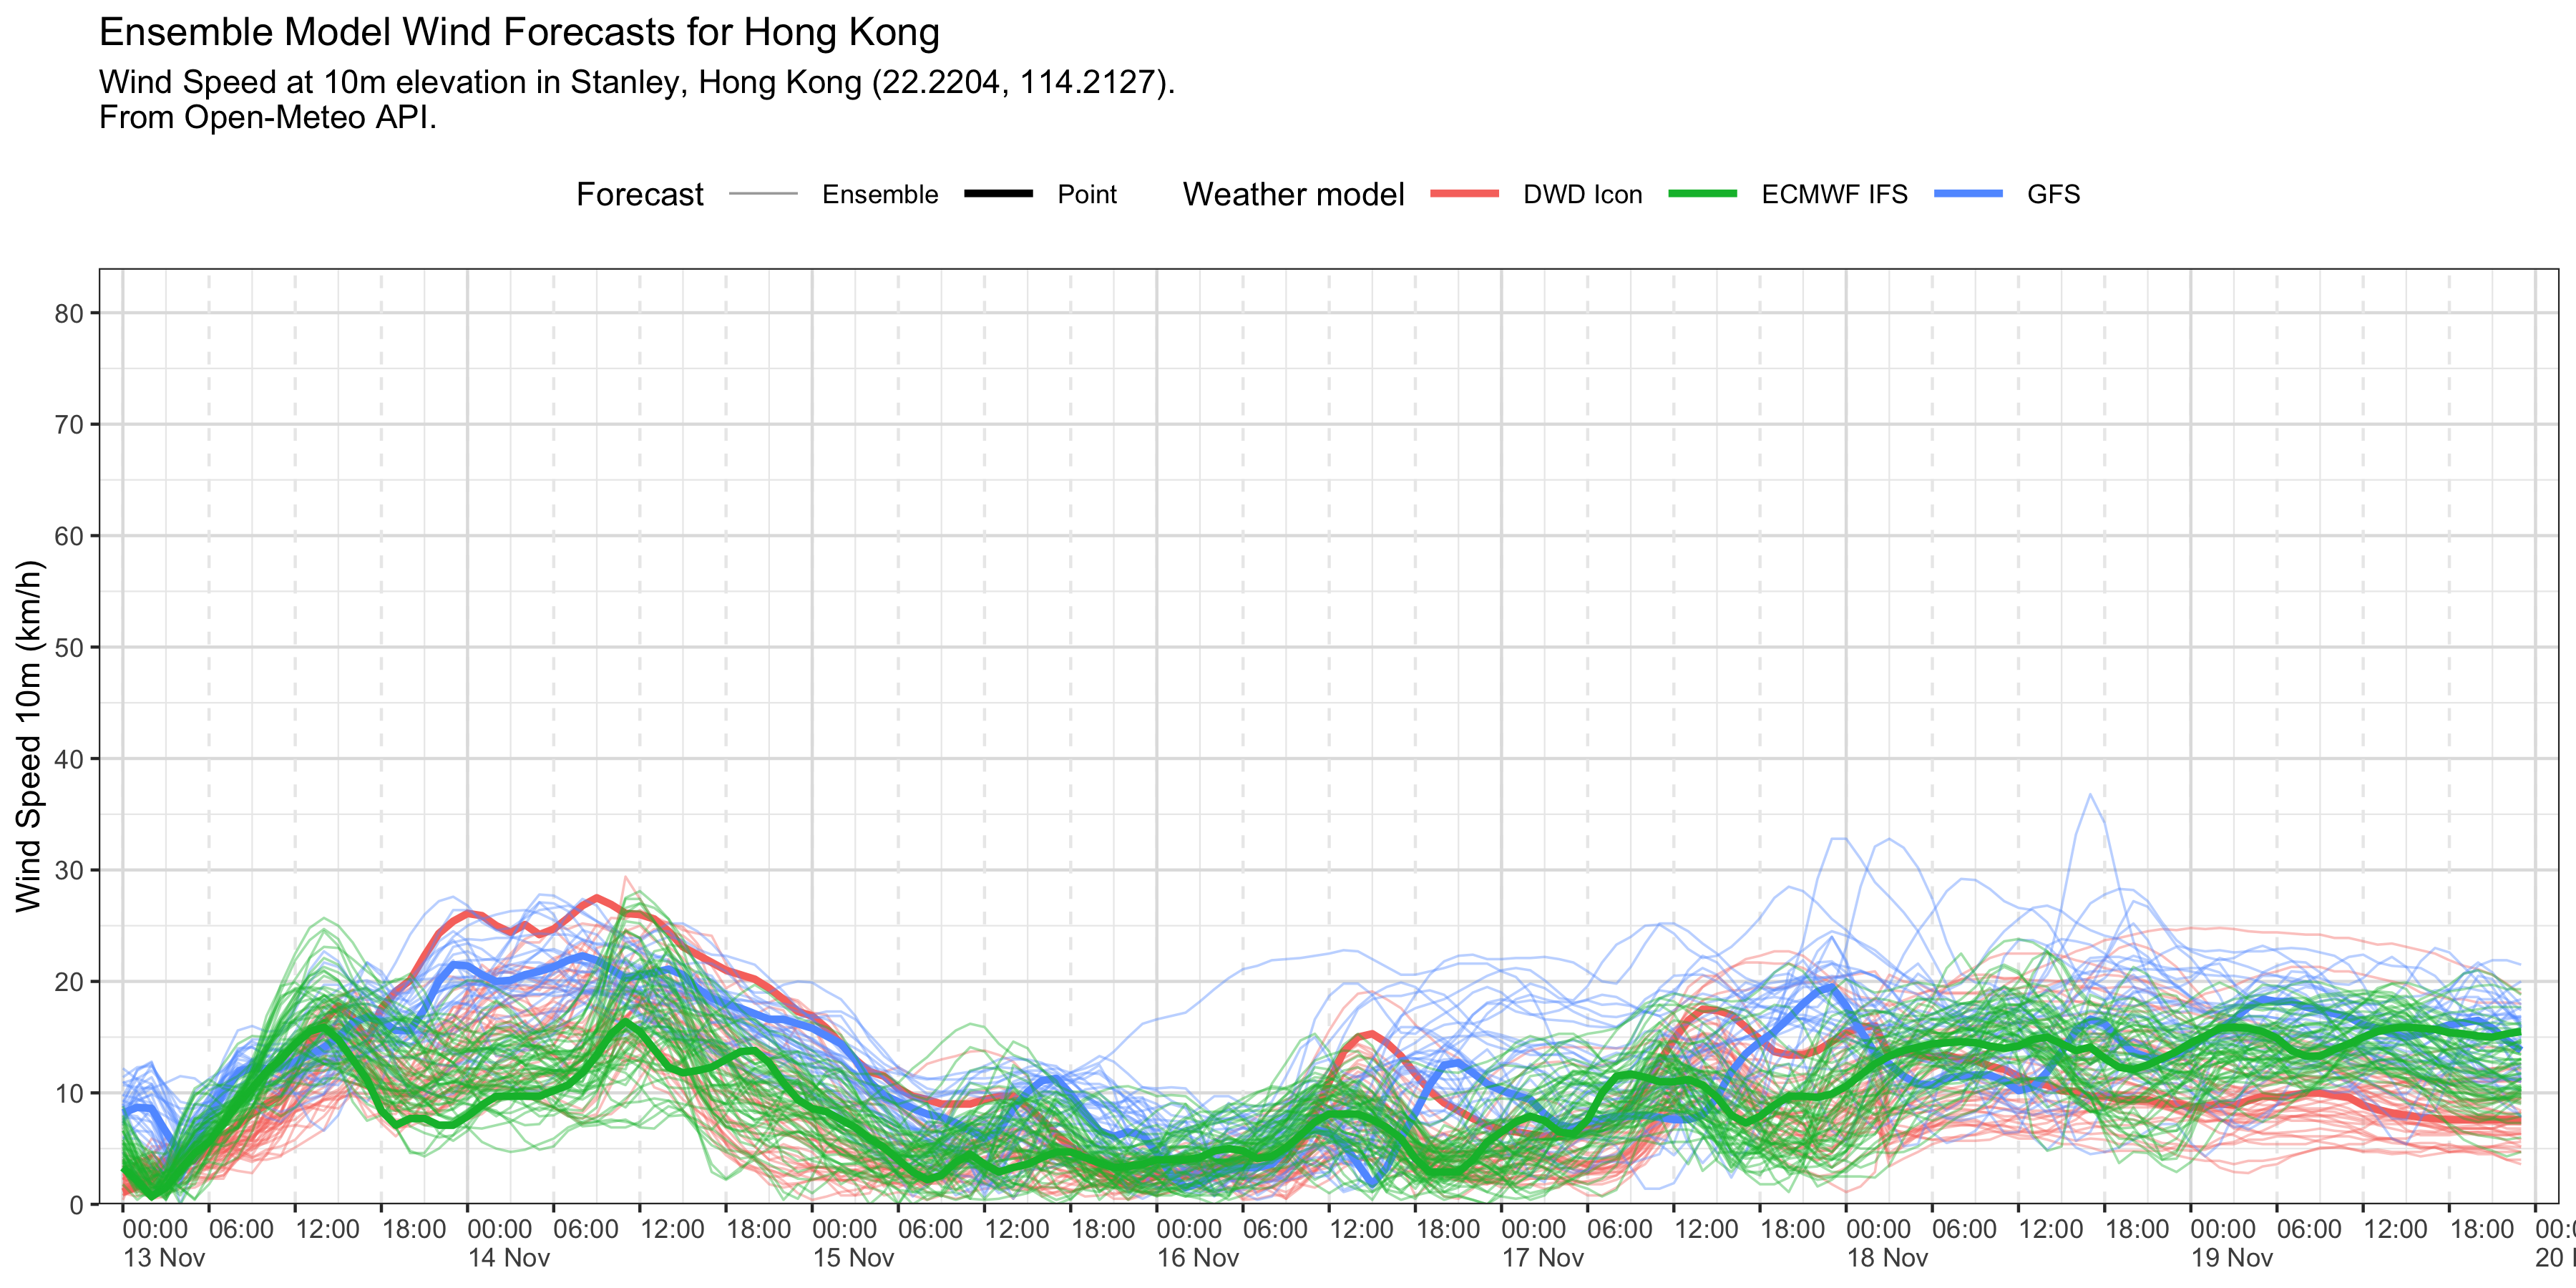 Ensemble Model Wind Forecasts for Hong Kong
Wind Speed at 10m elevation in Stanley, Hong Kong (22.2204, 114.2127).
From Open-Meteo API.
Forecast Ensemble Point Weather model DWD Icon ECMWF IFS GFS
Wind Speed 10m (km/h)
80
70
60
50
40
30
20
10
0
00:00 06:00 12:00 18:00 00:00 06:00 12:00 18:00 00:00 06:00 12:00 18:00 00:00 06:00 12:00 18:00 00:00 06:00 12:00 18:00 00:00 06:00 12:00 18:00 00:00 06:00 12:00 18:00 00:0
13 Nov 14 Nov 15 Nov 16 Nov 17 Nov 18 Nov 19 Nov 20